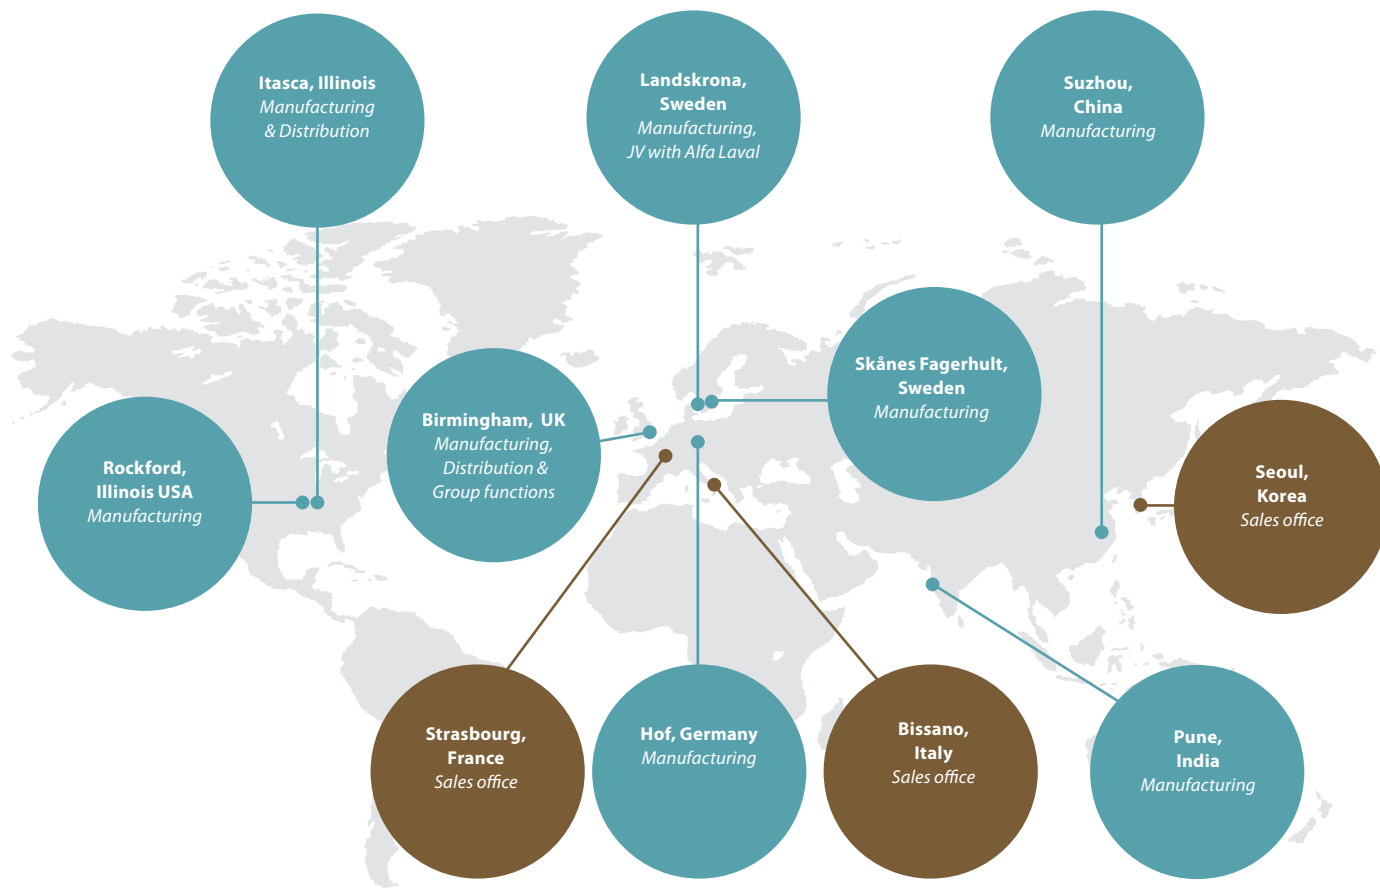 Itasca, Illinois
Manufacturing
& Distribution
Landskrona,
Sweden
Manufacturing,
JV with Alfa Laval
Suzhou,
China
Manufacturing
Skånes Fagerhult,
Sweden
Manufacturing
Birmingham, UK
Manufacturing,
Distribution &
Group functions
Rockford,
Illinois USA
Manufacturing
Seoul,
Korea
Sales office
Strasbourg,
France
Sales office
Hof, Germany
Manufacturing
Bissano,
Italy
Sales office
Pune,
India
Manufacturing